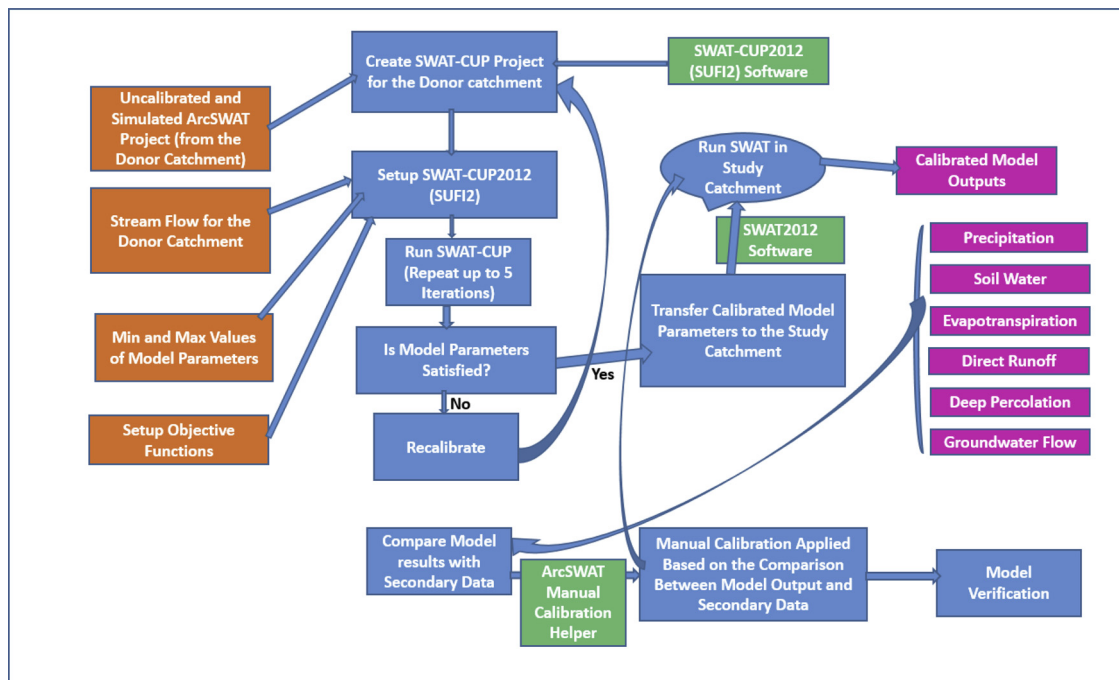 Create SWAT-CUP Project
for the Donor catchment
SWAT-CUP2012
(SUFI2) Software
Uncalibrated and
Simulated ArcSWAT
Project (from the
Donor Catchment)
Setup SWAT-CUP2012
(SUFI2)
Run SWAT in
Study
Catchment
Calibrated Model
Outputs
Stream Flow for the
Donor Catchment
SWAT2012
Software
Precipitation
Run SWAT-CUP
(Repeat up to 5
Iterations)
Soil Water
Min and Max Values
of Model Parameters
Is Model Parameters
Satisfied?
Yes
Transfer Calibrated Model
Parameters to the Study
Catchment
Evapotranspiration
Direct Runoff
No
Deep Percolation
Setup Objective
Functions
Recalibrate
Groundwater Flow
Compare Model
results with
Secondary Data
ArcSWAT
Manual
Calibration
Helper
Manual Calibration Applied
Based on the Comparison
Between Model Output and
Secondary Data
Model
Verification